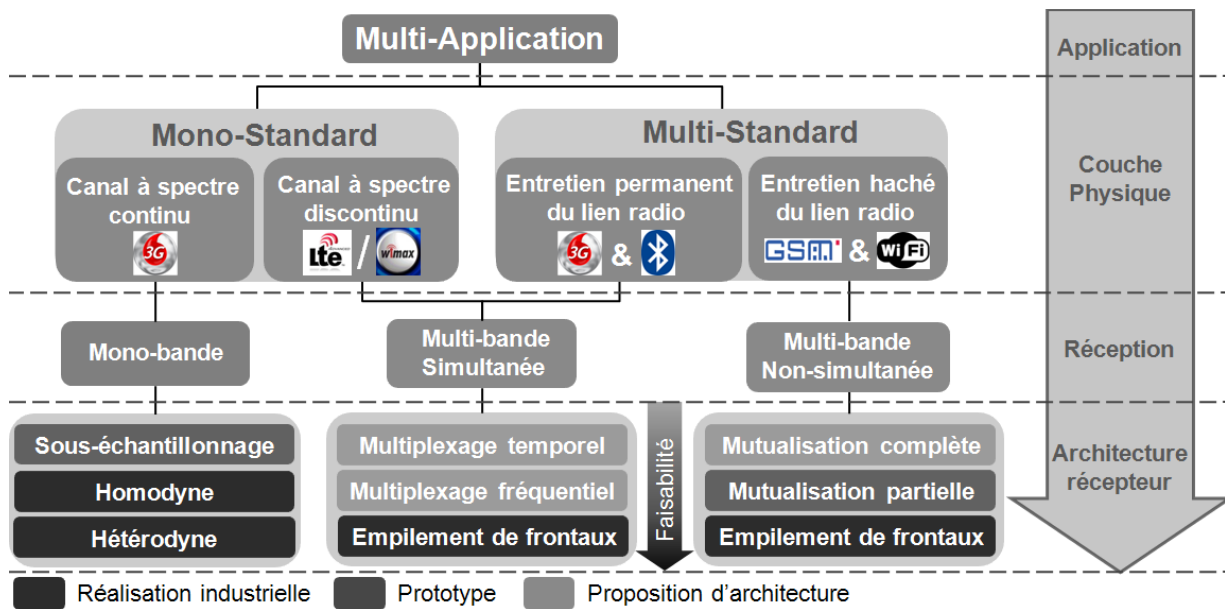 Multi-Application
Application
Mono-Standard
Multi-Standard
Canal à spectre
continu
3G
Canal à spectre
discontinu
Lte
ADVANCED
/
wimax
Entretien permanent
du lien radio
3G
&
Entretien haché
du lien radio
GSM
&
Wi Fi
Couche
Physique
Mono-bande
Multi-bande
Simultanée
Multi-bande
Non-simultanée
Réception
Sous-échantillonnage
Homodyne
Hétérodyne
Multiplexage temporel
Multiplexage fréquentiel
Empilement de frontaux
Faisabilité
Mutualisation complète
Mutualisation partielle
Empilement de frontaux
Architecture
récepteur
Réalisation industrielle
Prototype
Proposition d'architecture